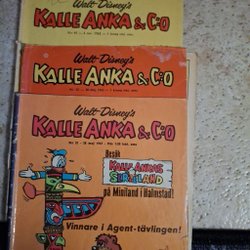 Walt Disney's
KALLE ANKA & C:O
Walt Disney's
KALLE ANKA & C:O
Walt Disney's
KALLE ANKA & C:O
Besök
KALLE ANKAS
på Miniland i Halmstad!
Vinnare i Agent-tävlingen!